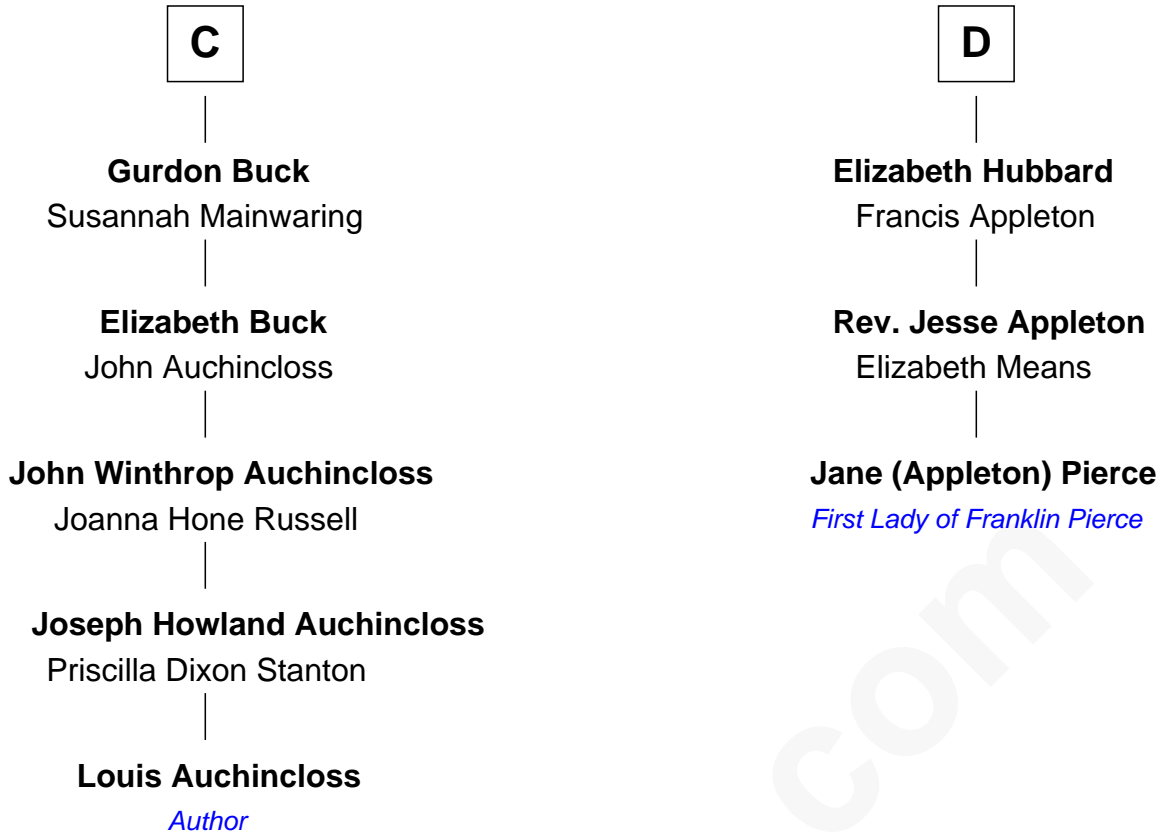 C
Gurdon Buck
Susannah Mainwaring
Elizabeth Buck
John Auchincloss
John Winthrop Auchincloss
Joanna Hone Russell
Joseph Howland Auchincloss
Priscilla Dixon Stanton
Louis Auchincloss
Author
D
Elizabeth Hubbard
Francis Appleton
Rev. Jesse Appleton
Elizabeth Means
Jane (Appleton) Pierce
First Lady of Franklin Pierce
com